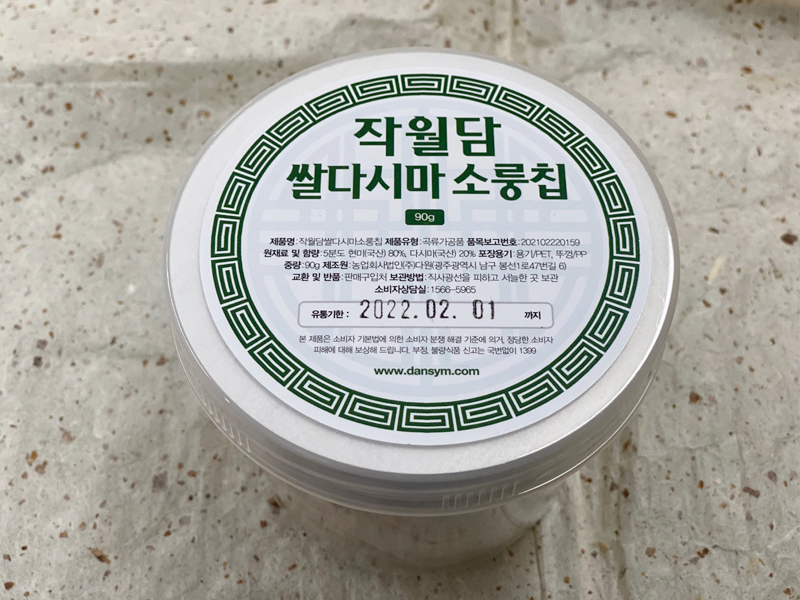 작월담
쌀다시마 소룽칩
90g
제품명:작월담쌀다시마소룽칩 제품유형:곡류가공품 품목보고번호:202102220159
원재료 및 함량:5분도 현미(국산) 80%, 다시마(국산) 20% 포장용기:용기/PET, 뚜껑/PP
중량:90g 제조원:농업회사법인(주)다원(광주광역시 남구 봉선1로47번길 6)
교환 및 반품:판매구입처 보관방법:직사광선을 피하고 서늘한 곳 보관
소비자상담실:1566-5965
유통기한 : 2022.02.01 까지
본 제품은 소비자 기본법에 의한 소비자 분쟁 해결 기준에 의거, 정당한 소비자
피해에 대해 보상해 드립니다. 부정, 불량식품 신고는 국번없이 1399
www.dansym.com